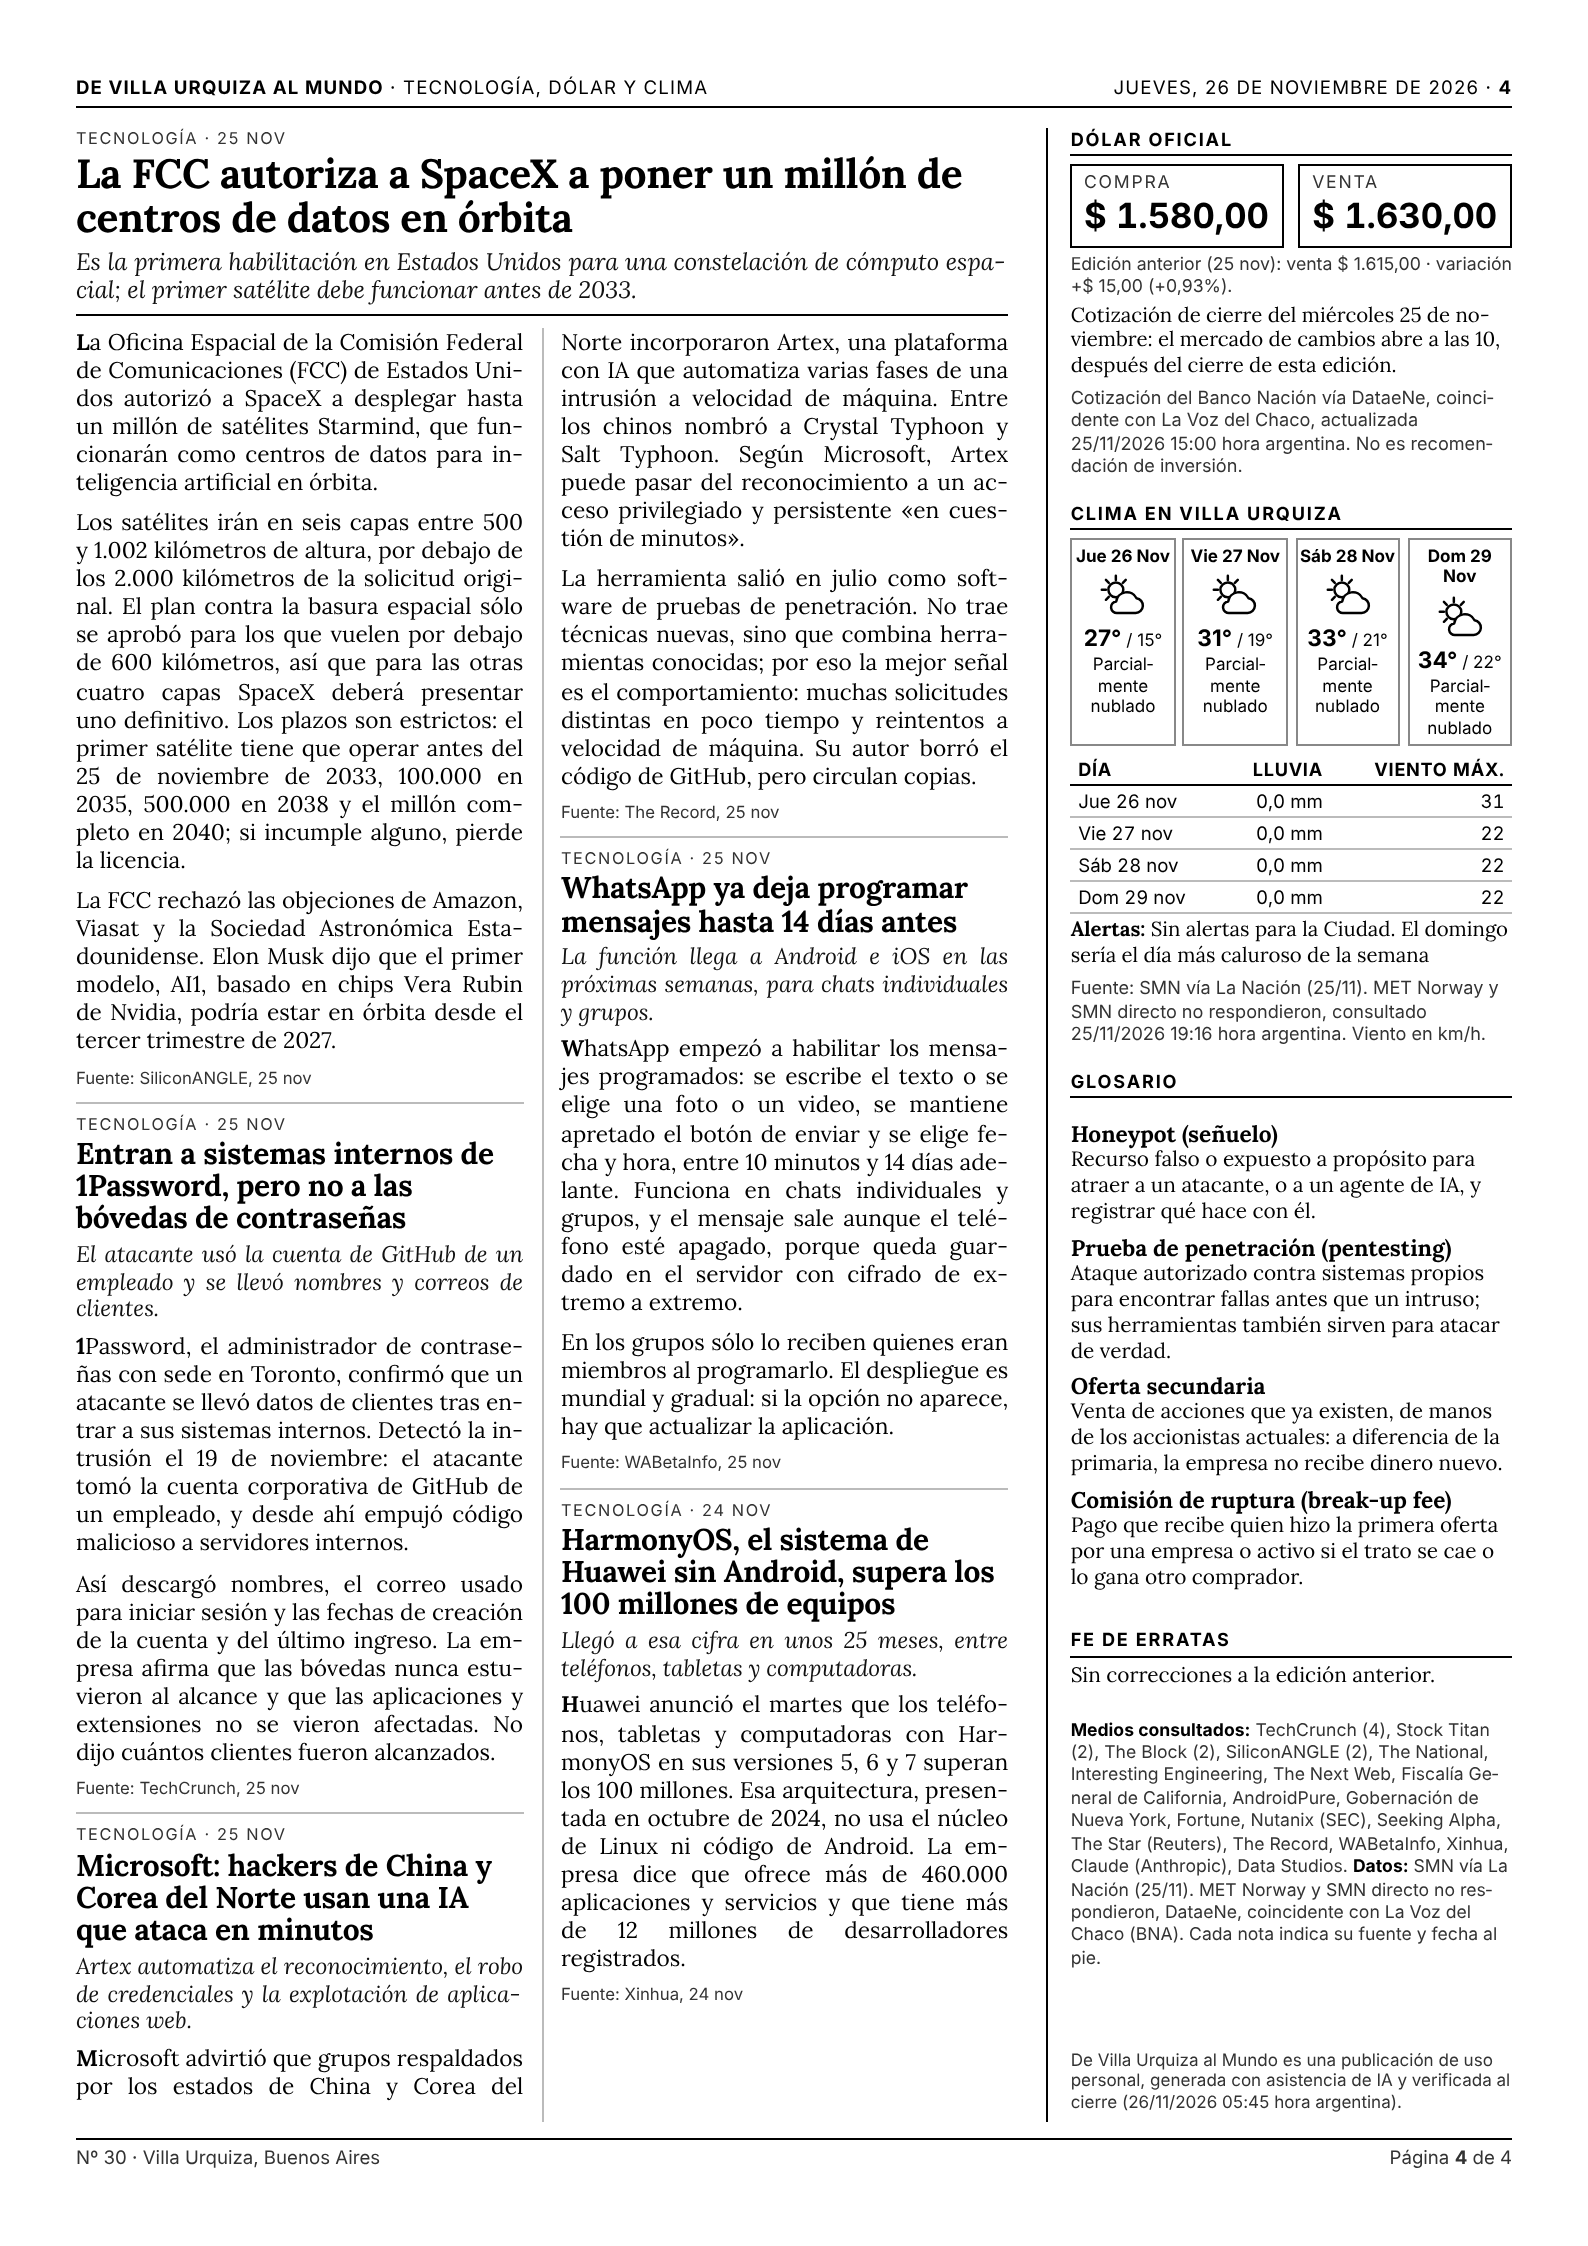 DE VILLA URQUIZA AL MUNDO · TECNOLOGÍA, DÓLAR Y CLIMA
JUEVES, 26 DE NOVIEMBRE DE 2026 · 4
TECNOLOGÍA · 25 NOV
La FCC autoriza a SpaceX a poner un millón de
centros de datos en órbita
Es la primera habilitación en Estados Unidos para una constelación de cómputo espa-
cial; el primer satélite debe funcionar antes de 2033.
La Oficina Espacial de la Comisión Federal
de Comunicaciones (FCC) de Estados Uni-
dos autorizó a SpaceX a desplegar hasta
un millón de satélites Starmind, que fun-
cionarán como centros de datos para in-
teligencia artificial en órbita.
Los satélites irán en seis capas entre 500
y 1.002 kilómetros de altura, por debajo de
los 2.000 kilómetros de la solicitud origi-
nal. El plan contra la basura espacial sólo
se aprobó para los que vuelen por debajo
de 600 kilómetros, así que para las otras
cuatro capas SpaceX deberá presentar
uno definitivo. Los plazos son estrictos: el
primer satélite tiene que operar antes del
25 de noviembre de 2033, 100.000 en
2035, 500.000 en 2038 y el millón com-
pleto en 2040; si incumple alguno, pierde
la licencia.
La FCC rechazó las objeciones de Amazon,
Viasat y la Sociedad Astronómica Esta-
dounidense. Elon Musk dijo que el primer
modelo, AI1, basado en chips Vera Rubin
de Nvidia, podría estar en órbita desde el
tercer trimestre de 2027.
Fuente: SiliconANGLE, 25 nov
TECNOLOGÍA · 25 NOV
Entran a sistemas internos de
1Password, pero no a las
bóvedas de contraseñas
El atacante usó la cuenta de GitHub de un
empleado y se llevó nombres y correos de
clientes.
1Password, el administrador de contrase-
ñas con sede en Toronto, confirmó que un
atacante se llevó datos de clientes tras en-
trar a sus sistemas internos. Detectó la in-
trusión el 19 de noviembre: el atacante
tomó la cuenta corporativa de GitHub de
un empleado, y desde ahí empujó código
malicioso a servidores internos.
Así descargó nombres, el correo usado
para iniciar sesión y las fechas de creación
de la cuenta y del último ingreso. La em-
presa afirma que las bóvedas nunca estu-
vieron al alcance y que las aplicaciones y
extensiones no se vieron afectadas. No
dijo cuántos clientes fueron alcanzados.
Fuente: TechCrunch, 25 nov
TECNOLOGÍA · 25 NOV
Microsoft: hackers de China y
Corea del Norte usan una IA
que ataca en minutos
Artex automatiza el reconocimiento, el robo
de credenciales y la explotación de aplica-
ciones web.
Microsoft advirtió que grupos respaldados
por los estados de China y Corea del
Norte incorporaron Artex, una plataforma
con IA que automatiza varias fases de una
intrusión a velocidad de máquina. Entre
los chinos nombró a Crystal Typhoon y
Salt Typhoon. Según Microsoft, Artex
puede pasar del reconocimiento a un ac-
ceso privilegiado y persistente «en cues-
tión de minutos».
La herramienta salió en julio como soft-
ware de pruebas de penetración. No trae
técnicas nuevas, sino que combina herra-
mientas conocidas; por eso la mejor señal
es el comportamiento: muchas solicitudes
distintas en poco tiempo y reintentos a
velocidad de máquina. Su autor borró el
código de GitHub, pero circulan copias.
Fuente: The Record, 25 nov
TECNOLOGÍA · 25 NOV
WhatsApp ya deja programar
mensajes hasta 14 días antes
La función llega a Android e iOS en las
próximas semanas, para chats individuales
y grupos.
WhatsApp empezó a habilitar los mensa-
jes programados: se escribe el texto o se
elige una foto o un video, se mantiene
apretado el botón de enviar y se elige fe-
cha y hora, entre 10 minutos y 14 días ade-
lante. Funciona en chats individuales y
grupos, y el mensaje sale aunque el telé-
fono esté apagado, porque queda guar-
dado en el servidor con cifrado de ex-
tremo a extremo.
En los grupos sólo lo reciben quienes eran
miembros al programarlo. El despliegue es
mundial y gradual: si la opción no aparece,
hay que actualizar la aplicación.
Fuente: WABetaInfo, 25 nov
TECNOLOGÍA · 24 NOV
HarmonyOS, el sistema de
Huawei sin Android, supera los
100 millones de equipos
Llegó a esa cifra en unos 25 meses, entre
teléfonos, tabletas y computadoras.
Huawei anunció el martes que los teléfo-
nos, tabletas y computadoras con Har-
monyOS en sus versiones 5, 6 y 7 superan
los 100 millones. Esa arquitectura, presen-
tada en octubre de 2024, no usa el núcleo
de Linux ni código de Android. La em-
presa dice que ofrece más de 460.000
aplicaciones y servicios y que tiene más
de 12 millones de desarrolladores
registrados.
Fuente: Xinhua, 24 nov
DÓLAR OFICIAL
COMPRA
$ 1.580,00
VENTA
$ 1.630,00
Edición anterior (25 nov): venta $ 1.615,00 · variación
+$ 15,00 (+0,93%).
Cotización de cierre del miércoles 25 de no-
viembre: el mercado de cambios abre a las 10,
después del cierre de esta edición.
Cotización del Banco Nación vía DataeNe, coinci-
dente con La Voz del Chaco, actualizada
25/11/2026 15:00 hora argentina. No es recomen-
dación de inversión.
CLIMA EN VILLA URQUIZA
Jue 26 Nov
27° / 15°
Parcial-
mente
nublado
Vie 27 Nov
31° / 19°
Parcial-
mente
nublado
Sáb 28 Nov
33° / 21°
Parcial-
mente
nublado
Dom 29
Nov
34° / 22°
Parcial-
mente
nublado
DÍA LLUVIA VIENTO MÁX.
Jue 26 nov 0,0 mm 31
Vie 27 nov 0,0 mm 22
Sáb 28 nov 0,0 mm 22
Dom 29 nov 0,0 mm 22
Alertas: Sin alertas para la Ciudad. El domingo
sería el día más caluroso de la semana
Fuente: SMN vía La Nación (25/11). MET Norway y
SMN directo no respondieron, consultado
25/11/2026 19:16 hora argentina. Viento en km/h.
GLOSARIO
Honeypot (señuelo)
Recurso falso o expuesto a propósito para
atraer a un atacante, o a un agente de IA, y
registrar qué hace con él.
Prueba de penetración (pentesting)
Ataque autorizado contra sistemas propios
para encontrar fallas antes que un intruso;
sus herramientas también sirven para atacar
de verdad.
Oferta secundaria
Venta de acciones que ya existen, de manos
de los accionistas actuales: a diferencia de la
primaria, la empresa no recibe dinero nuevo.
Comisión de ruptura (break-up fee)
Pago que recibe quien hizo la primera oferta
por una empresa o activo si el trato se cae o
lo gana otro comprador.
FE DE ERRATAS
Sin correcciones a la edición anterior.
Medios consultados: TechCrunch (4), Stock Titan
(2), The Block (2), SiliconANGLE (2), The National,
Interesting Engineering, The Next Web, Fiscalía Ge-
neral de California, AndroidPure, Gobernación de
Nueva York, Fortune, Nutanix (SEC), Seeking Alpha,
The Star (Reuters), The Record, WABetaInfo, Xinhua,
Claude (Anthropic), Data Studios. Datos: SMN vía La
Nación (25/11). MET Norway y SMN directo no res-
pondieron, DataeNe, coincidente con La Voz del
Chaco (BNA). Cada nota indica su fuente y fecha al
pie.
De Villa Urquiza al Mundo es una publicación de uso
personal, generada con asistencia de IA y verificada al
cierre (26/11/2026 05:45 hora argentina).
Nº 30 · Villa Urquiza, Buenos Aires
Página 4 de 4